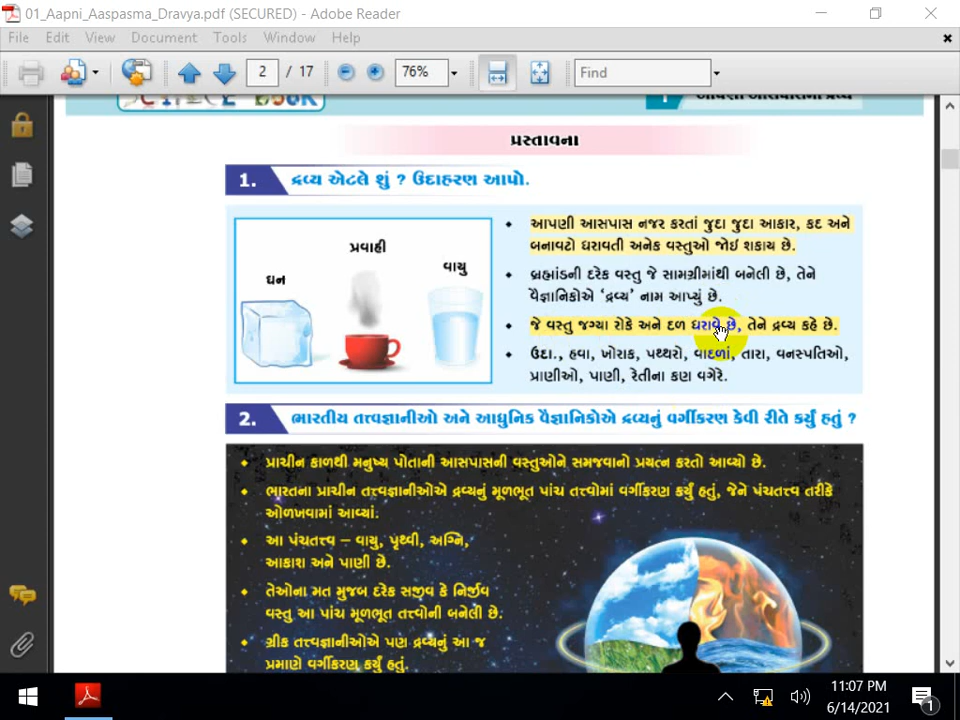 01_Aapni_Aaspasma_Dravya.pdf (SECURED) - Adobe Reader
File Edit View Document Tools Window Help
2 / 17 76% Find
1 આપણી આસપાસના દ્રવ્ય
પ્રસ્તાવના
1. દ્રવ્ય એટલે શું ? ઉદાહરણ આપો.
ઘન
પ્રવાહી
વાયુ
• આપણી આસપાસ નજર કરતાં જુદા જુદા આકાર, કદ અને
બનાવટો ધરાવતી અનેક વસ્તુઓ જોઇ શકાય છે.
• બ્રહ્માંડની દરેક વસ્તુ જે સામગ્રીમાંથી બનેલી છે, તેને
વૈજ્ઞાનિકોએ ‘દ્રવ્ય’ નામ આપ્યું છે.
• જે વસ્તુ જગ્યા રોકે અને દળ ધરાવે છે, તેને દ્રવ્ય કહે છે.
• ઉદા., હવા, ખોરાક, પથ્થરો, વાદળાં, તારા, વનસ્પતિઓ,
પ્રાણીઓ, પાણી, રેતીના કણ વગેરે.
2. ભારતીય તત્ત્વજ્ઞાનીઓ અને આધુનિક વૈજ્ઞાનિકોએ દ્રવ્યનું વર્ગીકરણ કેવી રીતે કર્યું હતું ?
• પ્રાચીન કાળથી મનુષ્ય પોતાની આસપાસની વસ્તુઓને સમજવાનો પ્રયત્ન કરતો આવ્યો છે.
• ભારતના પ્રાચીન તત્ત્વજ્ઞાનીઓએ દ્રવ્યનું મૂળભૂત પાંચ તત્ત્વોમાં વર્ગીકરણ કર્યું હતું, જેને પંચતત્ત્વ તરીકે
ઓળખવામાં આવ્યાં.
• આ પંચતત્ત્વ – વાયુ, પૃથ્વી, અગ્નિ,
આકાશ અને પાણી છે.
• તેઓના મત મુજબ દરેક સજીવ કે નિર્જીવ
વસ્તુ આ પાંચ મૂળભૂત તત્ત્વોની બનેલી છે.
• ગ્રીક તત્ત્વજ્ઞાનીઓએ પણ દ્રવ્યનું આ જ
પ્રમાણે વર્ગીકરણ કર્યું હતું.
11:07 PM
6/14/2021
1